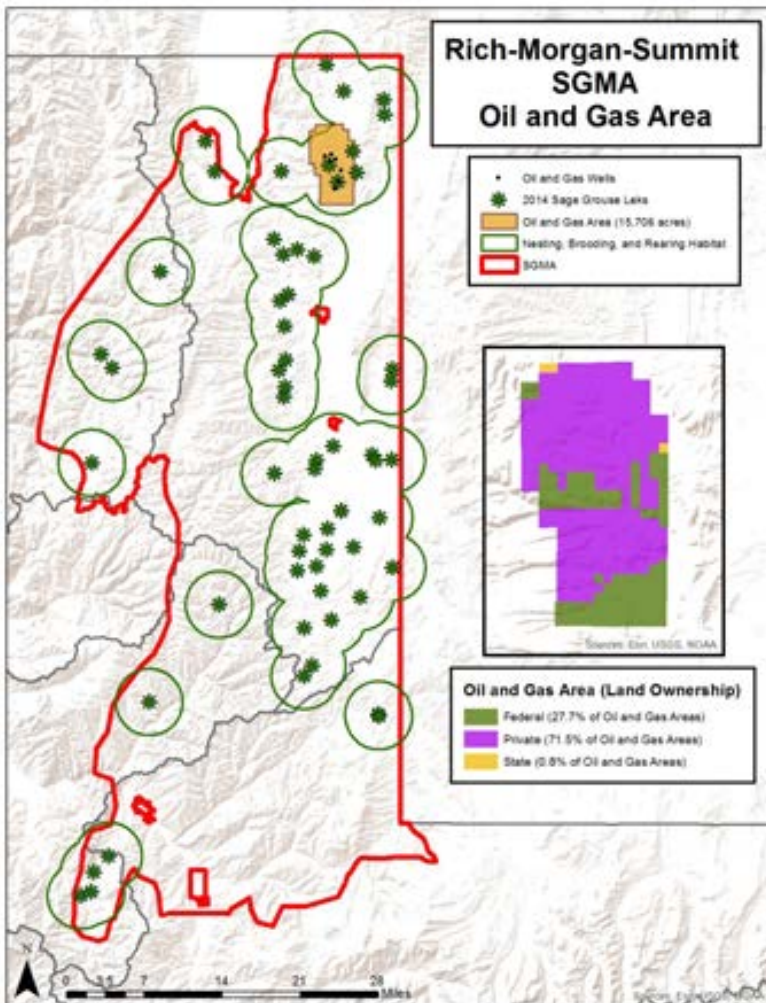 Rich-Morgan-Summit
SGMA
Oil and Gas Area
Oil and Gas Wells
2014 Sage Grouse Leks
Oil and Gas Area (15,706 acres)
Nesting, Brooding, and Rearing Habitat
SGMA
Sources: Esri, USGS, NOAA
Oil and Gas Area (Land Ownership)
Federal (27.7% of Oil and Gas Areas)
Private (71.5% of Oil and Gas Areas)
State (0.8% of Oil and Gas Areas)
N
0 3.5 7 14 21 28
Miles
Sources: Esri,